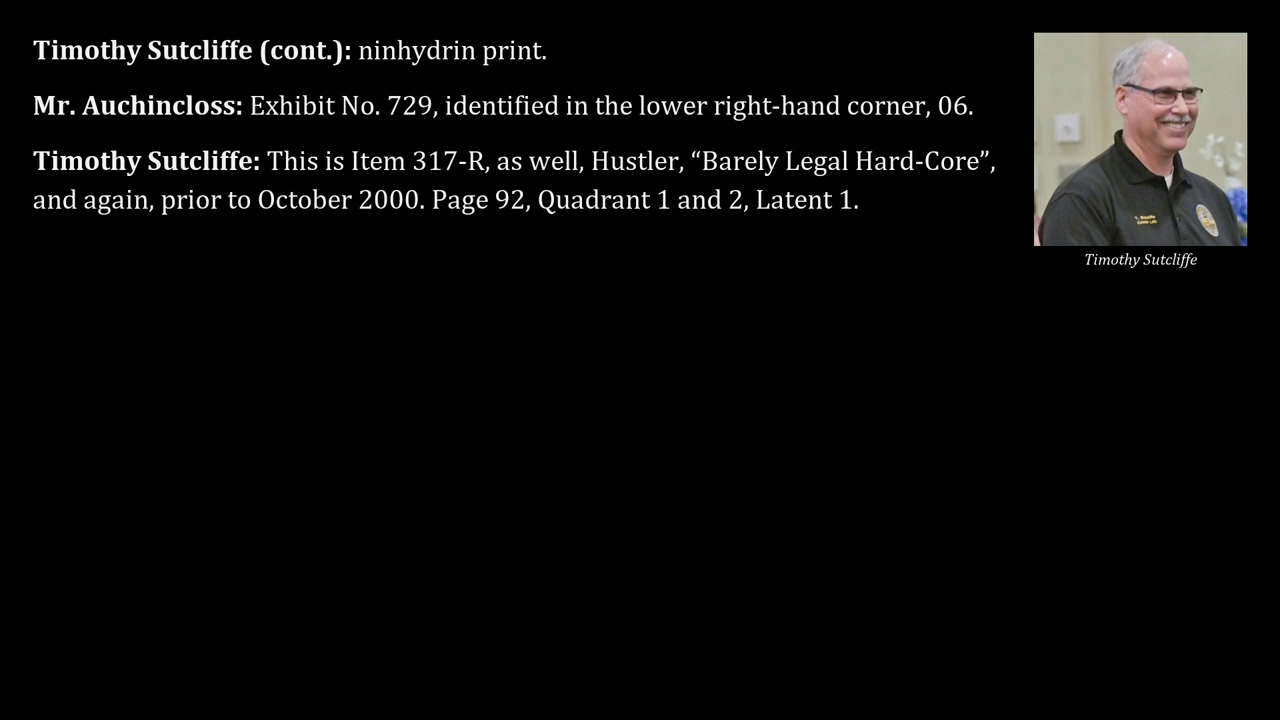 Timothy Sutcliffe (cont.): ninhydrin print.
Mr. Auchincloss: Exhibit No. 729, identified in the lower right-hand corner, 06.
Timothy Sutcliffe: This is Item 317-R, as well, Hustler, “Barely Legal Hard-Core”,
and again, prior to October 2000. Page 92, Quadrant 1 and 2, Latent 1.
Timothy Sutcliffe